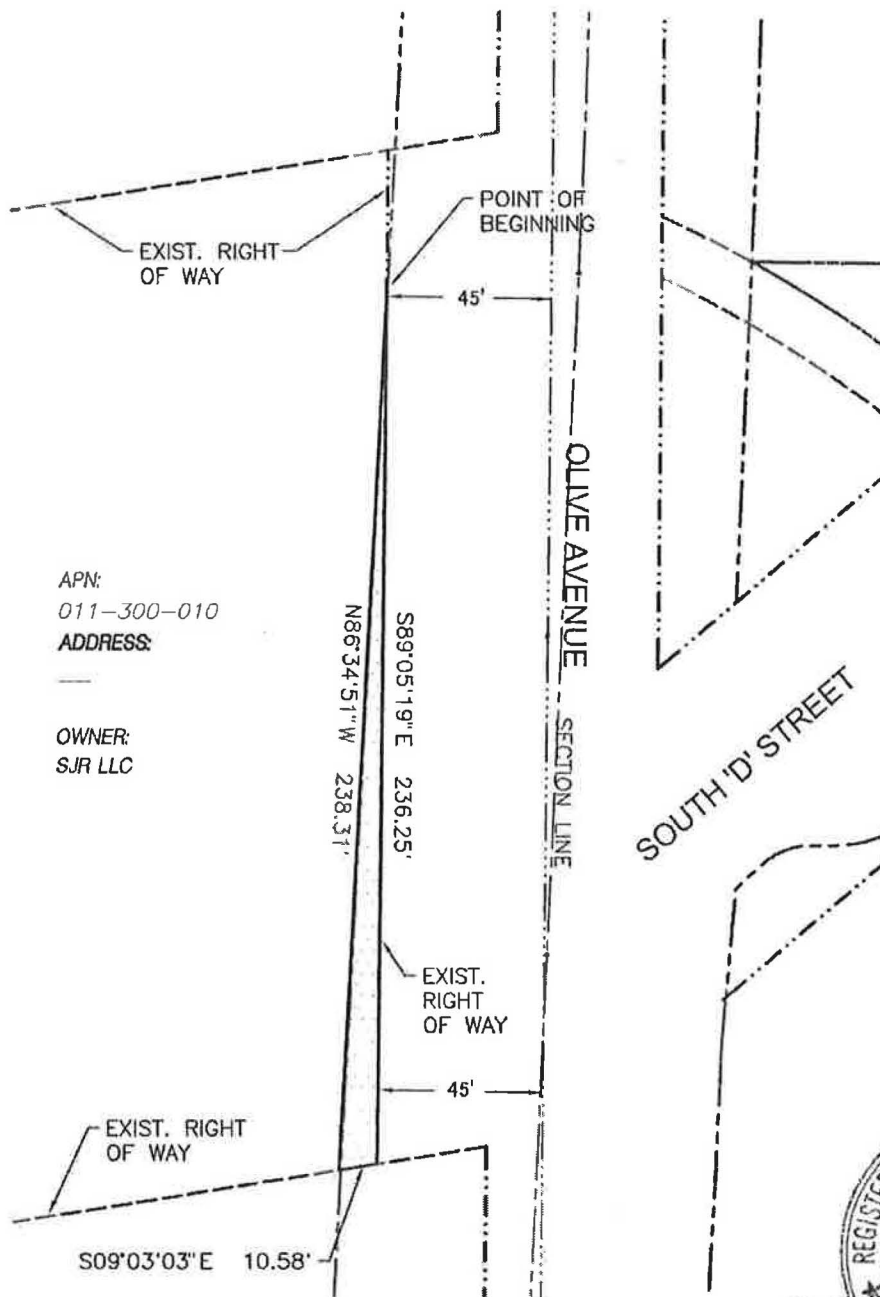 POINT OF
BEGINNING
EXIST. RIGHT
OF WAY
45'
OLIVE AVENUE
SECTION LINE
APN:
011-300-010
ADDRESS:
OWNER:
SJR LLC
N86°34'51"W 238.31'
S89°05'19"E 236.25'
SOUTH 'D' STREET
EXIST.
RIGHT
OF WAY
45'
EXIST. RIGHT
OF WAY
S09°03'03"E 10.58'